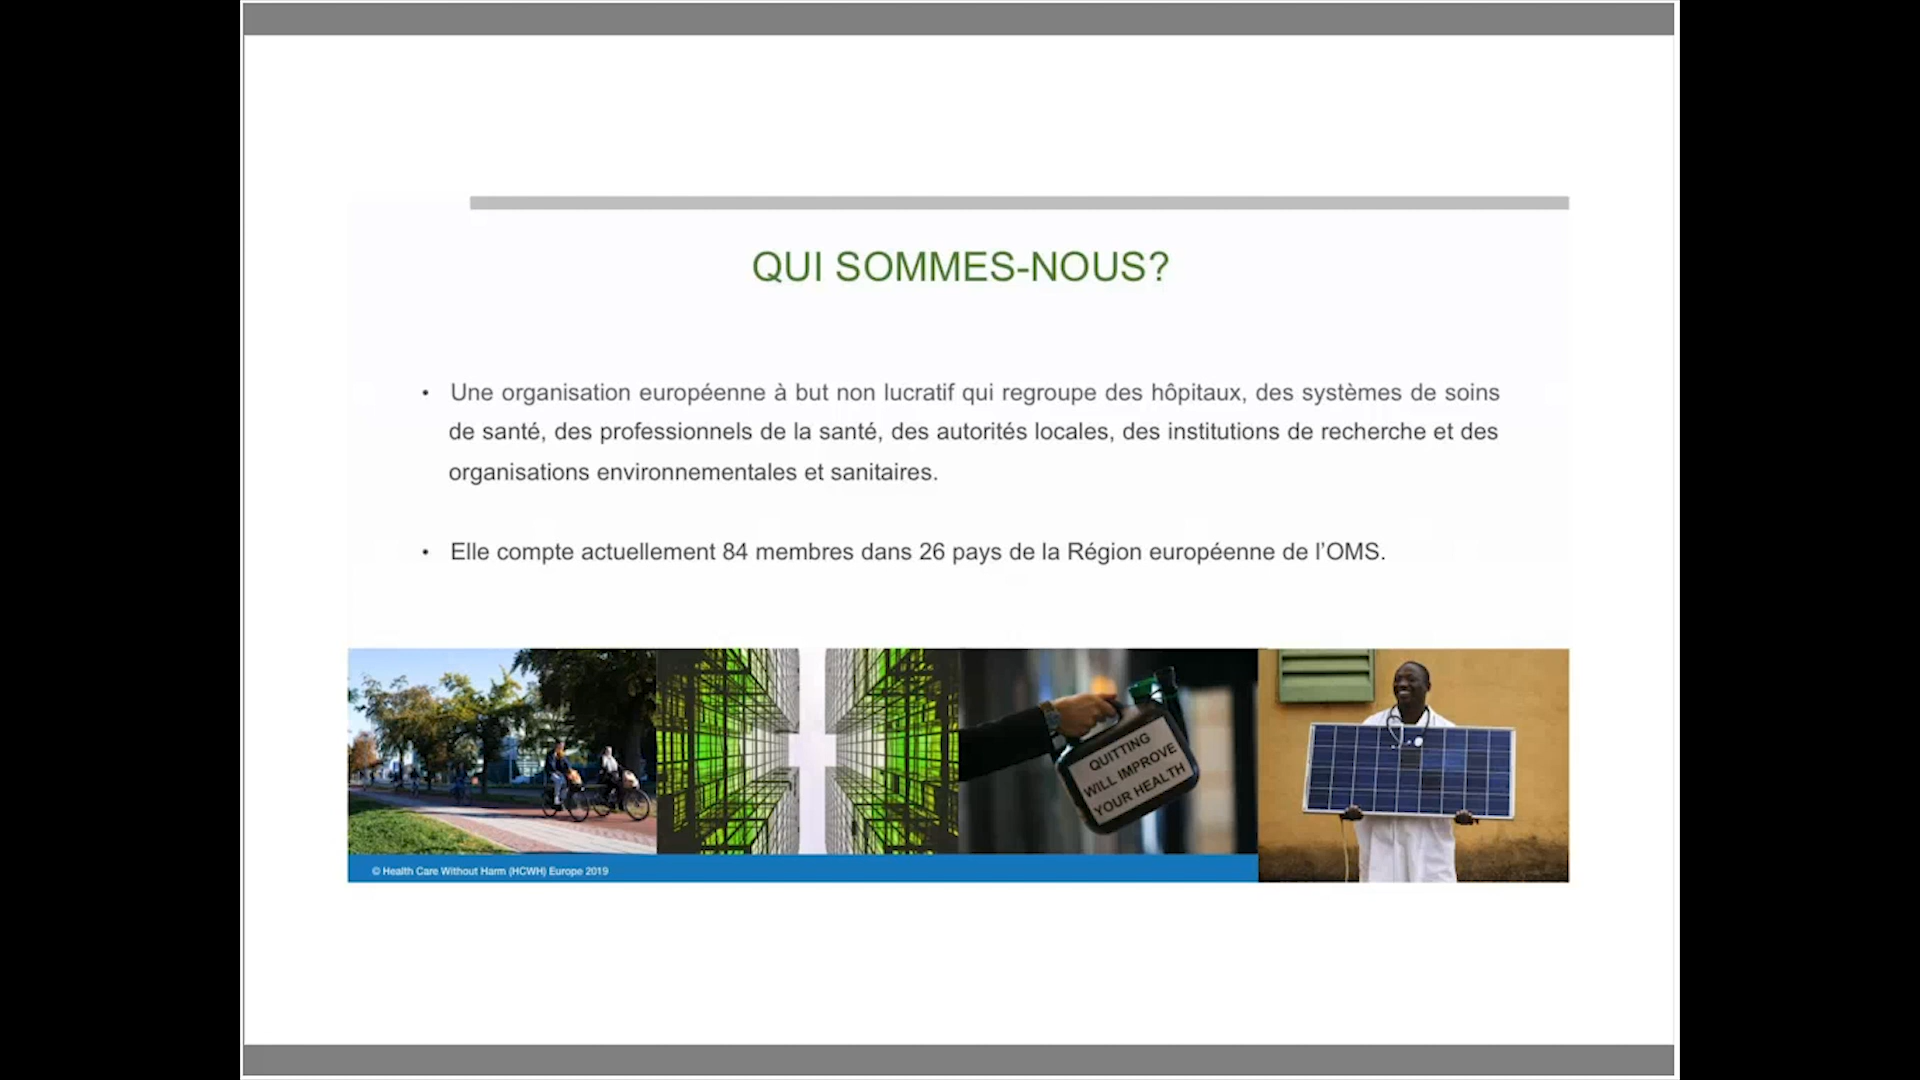 QUI SOMMES-NOUS?
• Une organisation européenne à but non lucratif qui regroupe des hôpitaux, des systèmes de soins
de santé, des professionnels de la santé, des autorités locales, des institutions de recherche et des
organisations environnementales et sanitaires.
• Elle compte actuellement 84 membres dans 26 pays de la Région européenne de l’OMS.
QUITTING
WILL IMPROVE
YOUR HEALTH
© Health Care Without Harm (HCWH) Europe 2019